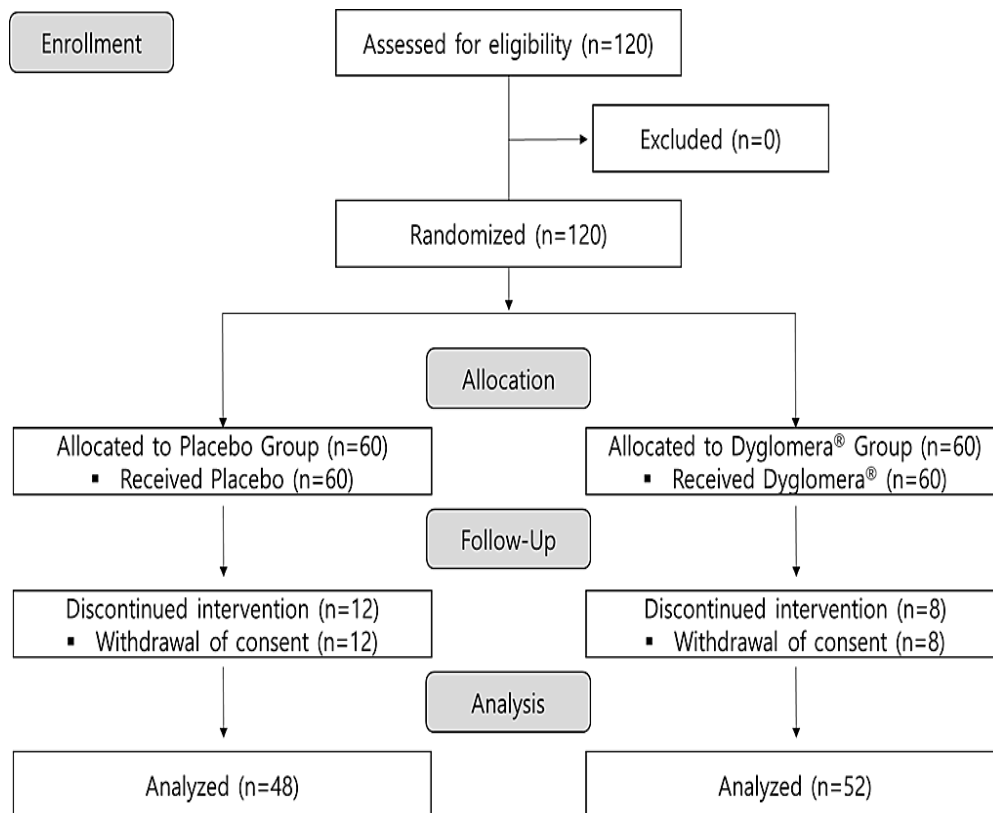 Enrollment
Assessed for eligibility (n=120)
Excluded (n=0)
Randomized (n=120)
Allocation
Allocated to Placebo Group (n=60)
▪ Received Placebo (n=60)
Allocated to Dyglomera® Group (n=60)
▪ Received Dyglomera® (n=60)
Follow-Up
Discontinued intervention (n=12)
▪ Withdrawal of consent (n=12)
Discontinued intervention (n=8)
▪ Withdrawal of consent (n=8)
Analysis
Analyzed (n=48)
Analyzed (n=52)